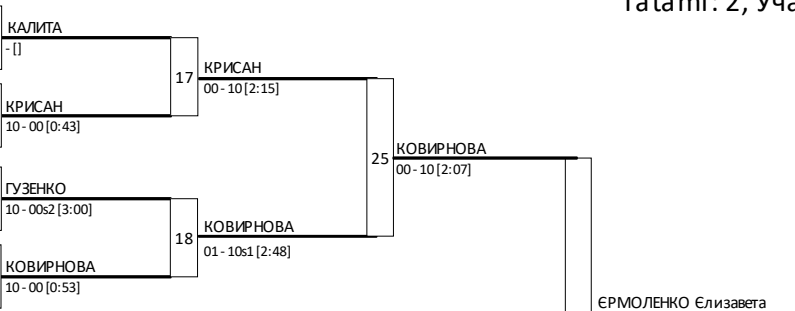 Tatami: 2, Уча
КАЛИТА
- []
17
КРИСАН
00 - 10 [2:15]
КРИСАН
10 - 00 [0:43]
25
КОВИРНОВА
00 - 10 [2:07]
ГУЗЕНКО
10 - 00s2 [3:00]
18
КОВИРНОВА
01 - 10s1 [2:48]
КОВИРНОВА
10 - 00 [0:53]
ЄРМОЛЕНКО Єлизавета